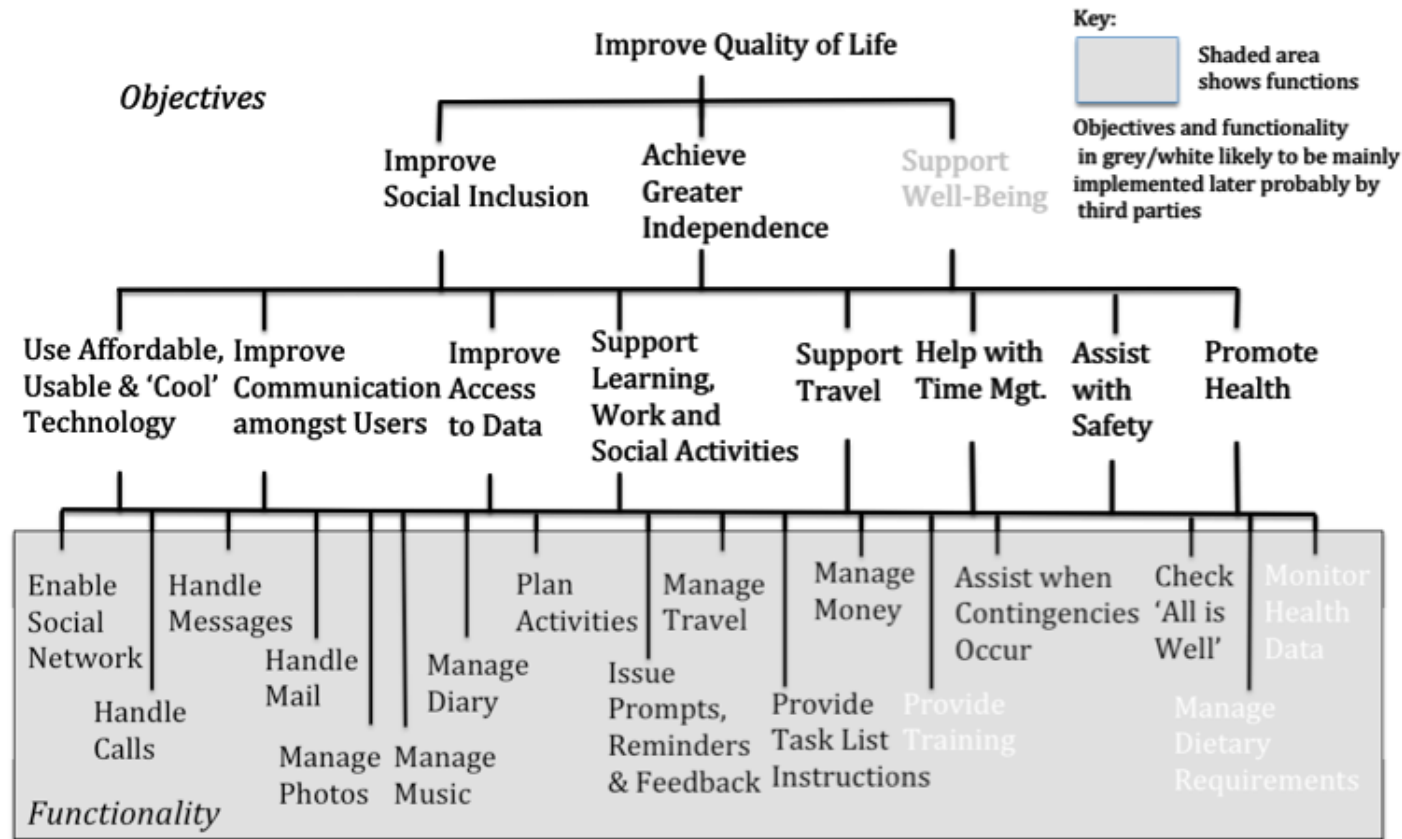 Improve Quality of Life
Key:
Shaded area
shows functions
Objectives and functionality
in grey/white likely to be mainly
implemented later probably by
third parties
Objectives
Improve
Social Inclusion
Achieve
Greater
Independence
Support
Well-Being
Use Affordable,
Usable & ‘Cool’
Technology
Improve
Communication
amongst Users
Improve
Access
to Data
Support
Learning,
Work and
Social Activities
Support
Travel
Help with
Time Mgt.
Assist
with
Safety
Promote
Health
Enable
Social
Network
Handle
Calls
Handle
Messages
Handle
Mail
Manage
Photos
Manage
Music
Manage
Diary
Plan
Activities
Issue
Prompts,
Reminders
& Feedback
Manage
Travel
Provide
Task List
Instructions
Manage
Money
Provide
Training
Assist when
Contingencies
Occur
Check
‘All is
Well’
Manage
Dietary
Requirements
Monitor
Health
Data
Functionality